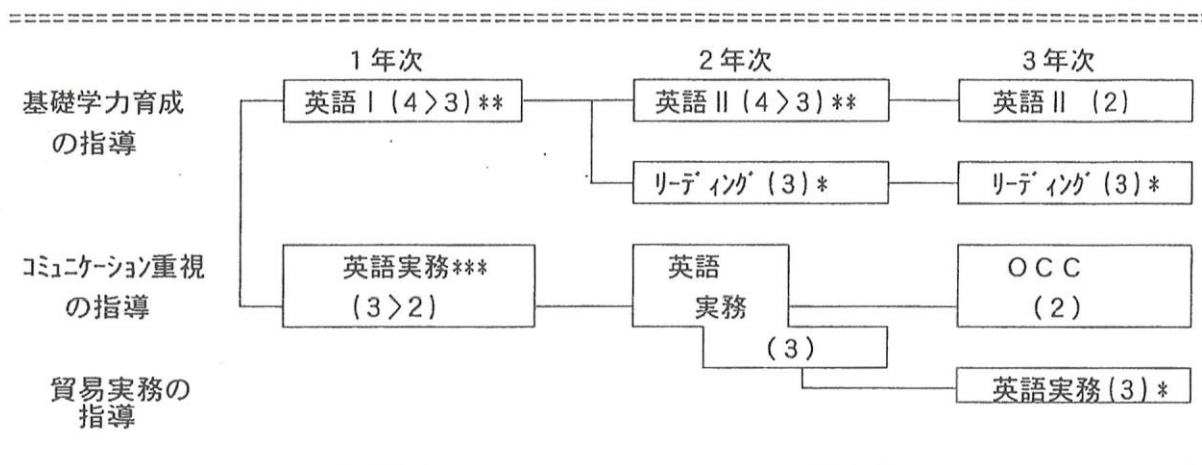 １年次 ２年次 ３年次
基礎学力育成 英語Ⅰ(４>３)** 英語Ⅱ(４>３)** 英語Ⅱ (２)
の指導
ﾘｰﾃﾞｨﾝｸﾞ(３)* ﾘｰﾃﾞｨﾝｸﾞ(３)*
ｺﾐｭﾆｹｰｼｮﾝ重視 英語実務*** 英語 ＯＣＣ
の指導 (３>２) 実務 (２)
(３)
貿易実務の 英語実務(３)*
指導